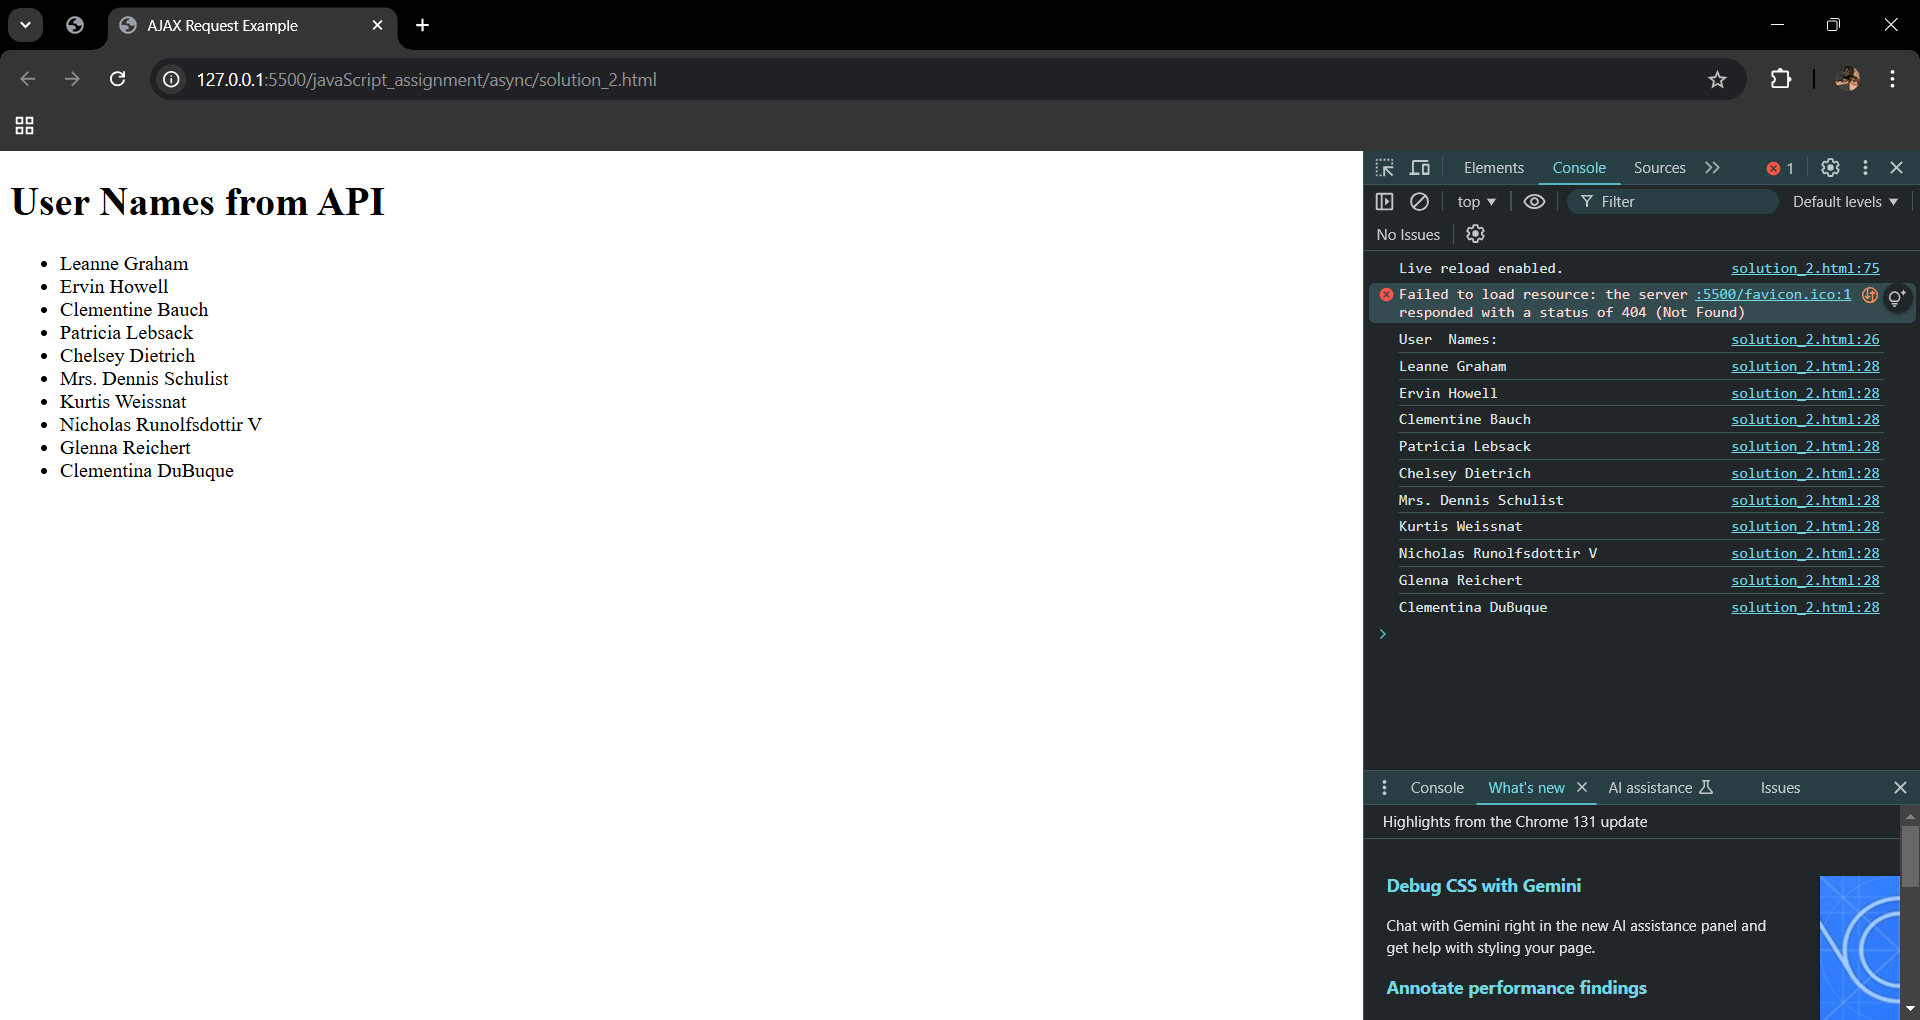 AJAX Request Example
127.0.0.1:5500/javaScript_assignment/async/solution_2.html
User Names from API
Leanne Graham
Ervin Howell
Clementine Bauch
Patricia Lebsack
Chelsey Dietrich
Mrs. Dennis Schulist
Kurtis Weissnat
Nicholas Runolfsdottir V
Glenna Reichert
Clementina DuBuque
Elements Console Sources 1
top Filter Default levels
No Issues
Live reload enabled. solution_2.html:75
Failed to load resource: the server :5500/favicon.ico:1
responded with a status of 404 (Not Found)
User  Names: solution_2.html:26
Leanne Graham solution_2.html:28
Ervin Howell solution_2.html:28
Clementine Bauch solution_2.html:28
Patricia Lebsack solution_2.html:28
Chelsey Dietrich solution_2.html:28
Mrs. Dennis Schulist solution_2.html:28
Kurtis Weissnat solution_2.html:28
Nicholas Runolfsdottir V solution_2.html:28
Glenna Reichert solution_2.html:28
Clementina DuBuque solution_2.html:28
Console What's new AI assistance Issues
Highlights from the Chrome 131 update
Debug CSS with Gemini
Chat with Gemini right in the new AI assistance panel and
get help with styling your page.
Annotate performance findings